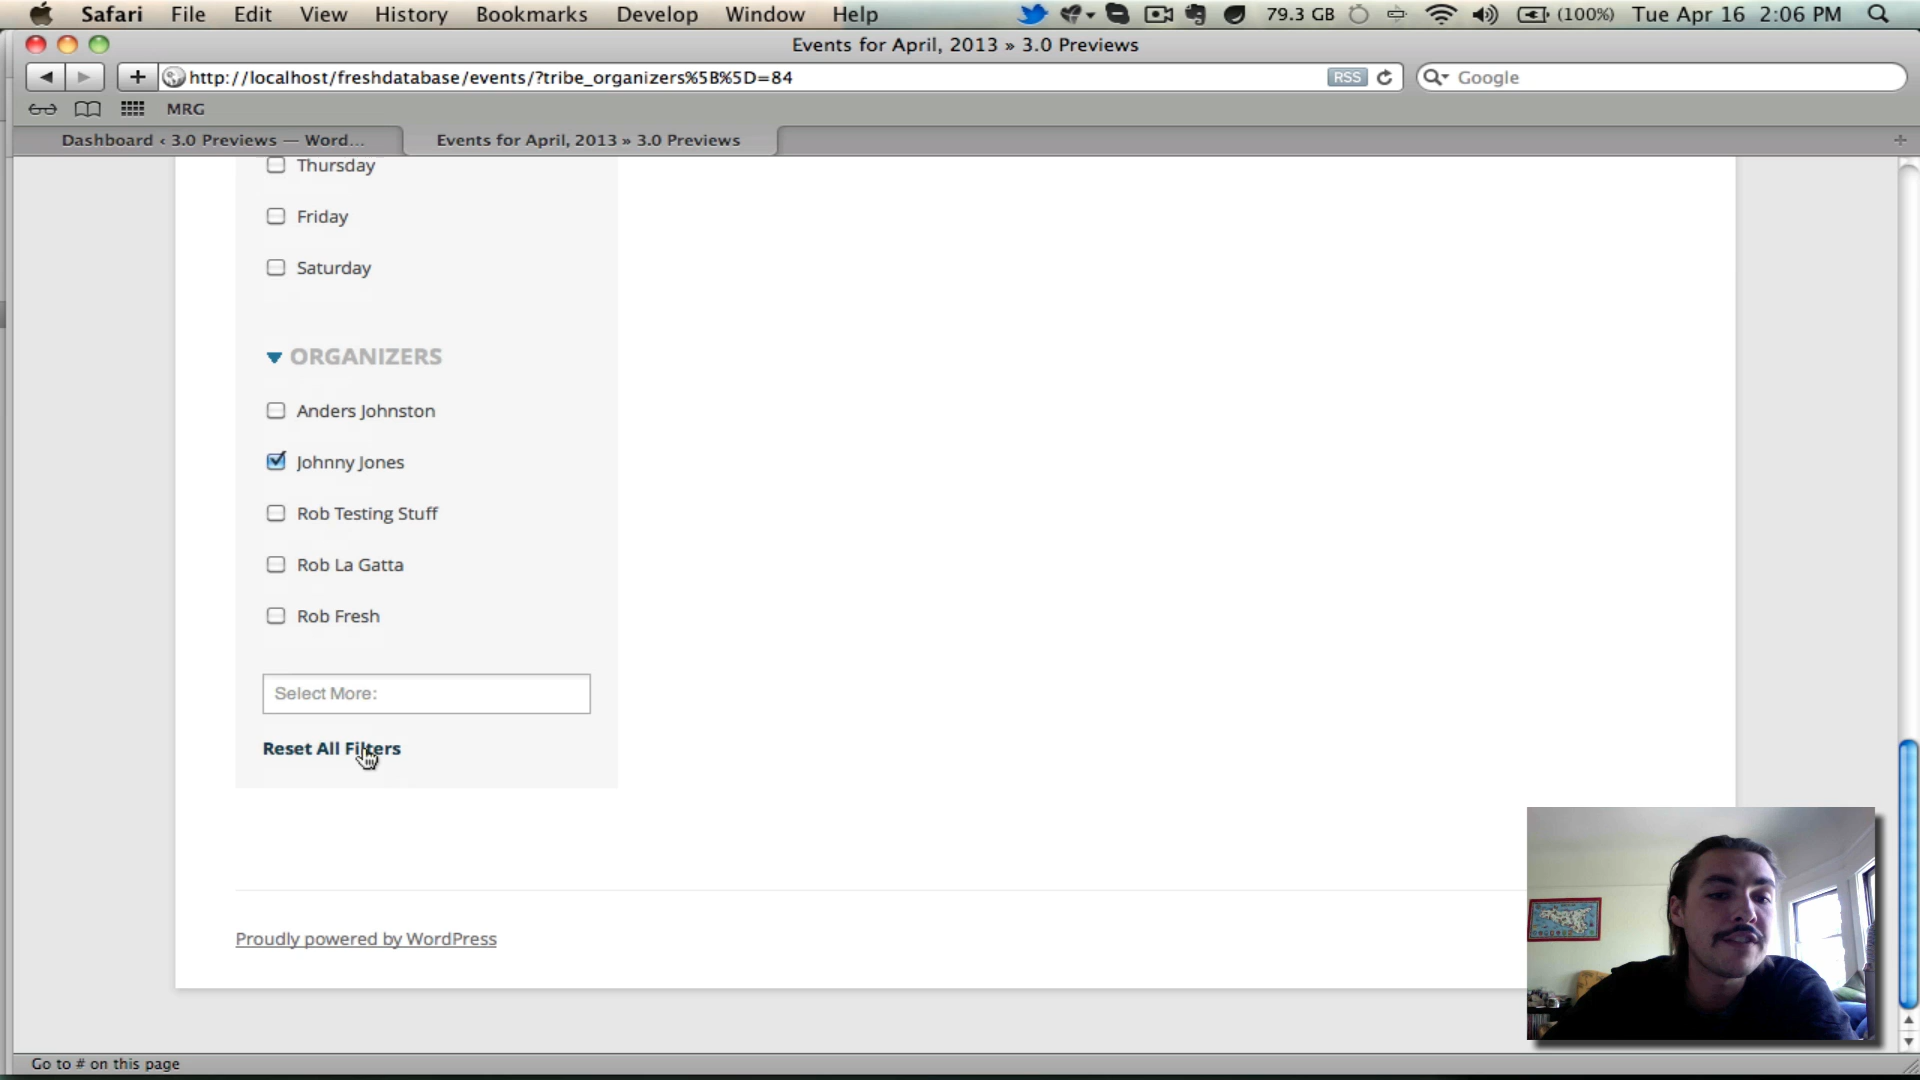 Safari File Edit View History Bookmarks Develop Window Help 79.3 GB (100%) Tue Apr 16 2:06 PM
Events for April, 2013 » 3.0 Previews
http://localhost/freshdatabase/events/?tribe_organizers%5B%5D=84 RSS Google
MRG
Dashboard ‹ 3.0 Previews — Word... Events for April, 2013 » 3.0 Previews
Thursday
Friday
Saturday
ORGANIZERS
Anders Johnston
Johnny Jones
Rob Testing Stuff
Rob La Gatta
Rob Fresh
Select More:
Reset All Filters
Proudly powered by WordPress
Go to # on this page